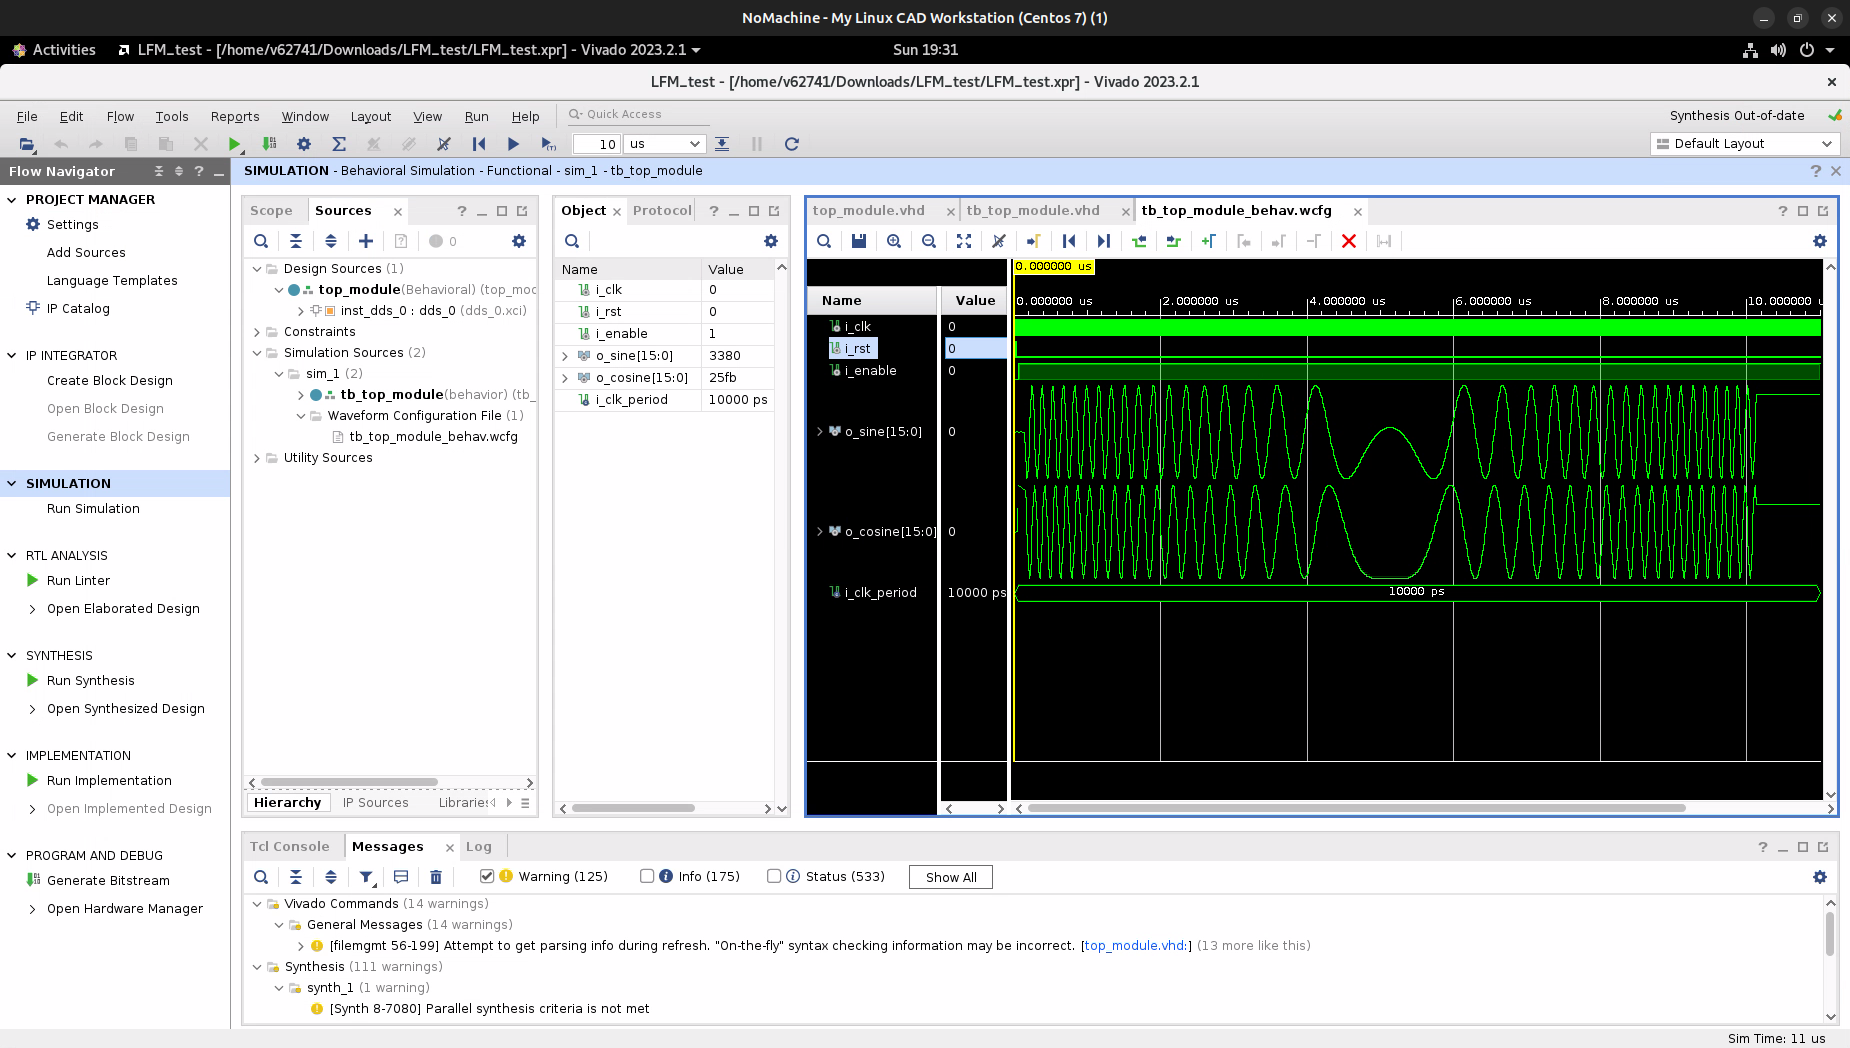 NoMachine - My Linux CAD Workstation (Centos 7) (1)
Activities
LFM_test - [/home/v62741/Downloads/LFM_test/LFM_test.xpr] - Vivado 2023.2.1
Sun 19:31
LFM_test - [/home/v62741/Downloads/LFM_test/LFM_test.xpr] - Vivado 2023.2.1
File Edit Flow Tools Reports Window Layout View Run Help
Quick Access
Synthesis Out-of-date
10 us
Default Layout
Flow Navigator
SIMULATION - Behavioral Simulation - Functional - sim_1 - tb_top_module
PROJECT MANAGER
Settings
Add Sources
Language Templates
IP Catalog
IP INTEGRATOR
Create Block Design
Open Block Design
Generate Block Design
SIMULATION
Run Simulation
RTL ANALYSIS
Run Linter
Open Elaborated Design
SYNTHESIS
Run Synthesis
Open Synthesized Design
IMPLEMENTATION
Run Implementation
Open Implemented Design
PROGRAM AND DEBUG
Generate Bitstream
Open Hardware Manager
Scope Sources
0
Design Sources (1)
top_module(Behavioral) (top_mod
inst_dds_0 : dds_0 (dds_0.xci)
Constraints
Simulation Sources (2)
sim_1 (2)
tb_top_module(behavior) (tb_
Waveform Configuration File (1)
tb_top_module_behav.wcfg
Utility Sources
Hierarchy IP Sources Libraries
Object Protocol
Name Value
i_clk 0
i_rst 0
i_enable 1
o_sine[15:0] 3380
o_cosine[15:0] 25fb
i_clk_period 10000 ps
top_module.vhd tb_top_module.vhd tb_top_module_behav.wcfg
0.000000 us
Name Value
0.000000 us 2.000000 us 4.000000 us 6.000000 us 8.000000 us 10.000000 u
i_clk 0
i_rst 0
i_enable 0
o_sine[15:0] 0
o_cosine[15:0] 0
i_clk_period 10000 ps 10000 ps
Tcl Console Messages Log
Warning (125) Info (175) Status (533) Show All
Vivado Commands (14 warnings)
General Messages (14 warnings)
[filemgmt 56-199] Attempt to get parsing info during refresh. "On-the-fly" syntax checking information may be incorrect. [top_module.vhd:] (13 more like this)
Synthesis (111 warnings)
synth_1 (1 warning)
[Synth 8-7080] Parallel synthesis criteria is not met
Sim Time: 11 us